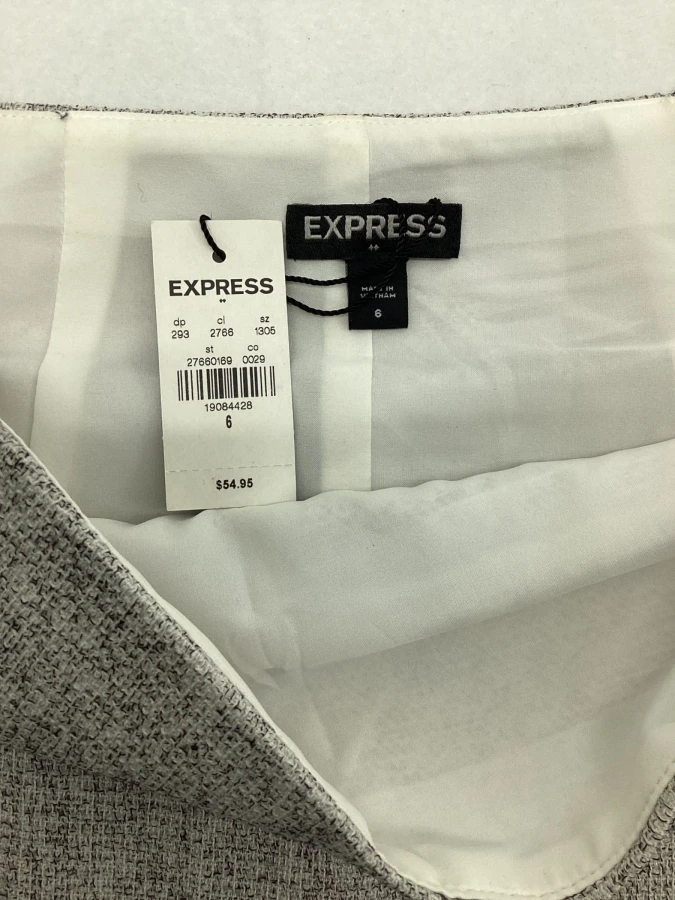 EXPRESS
dp cl sz
293 2766 1305
st co
27660169 0029
19084428
6
$54.95
EXPRESS
MADE IN
VIETNAM
6